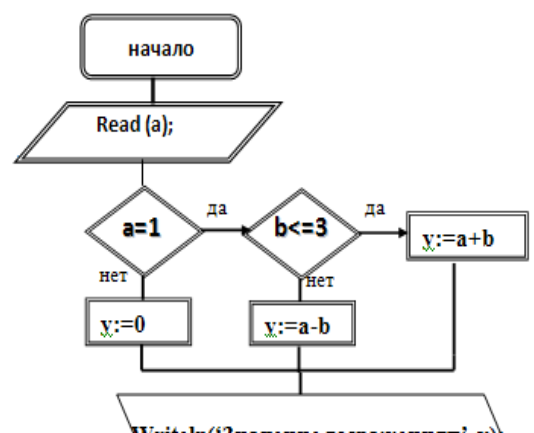 начало
Read (a);
a=1
да
b<=3
да
y:=a+b
нет
нет
y:=0
y:=a-b